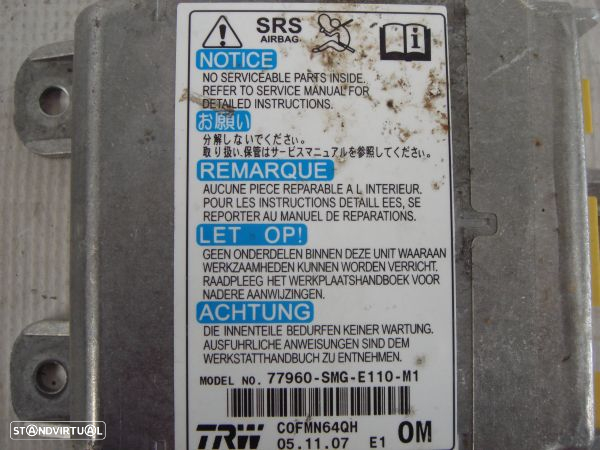 SRS
AIRBAG
NOTICE
NO SERVICEABLE PARTS INSIDE.
REFER TO SERVICE MANUAL FOR
DETAILED INSTRUCTIONS.
お願い
分解しないでください。
取り扱い、保管はサービスマニュアルを参照してください。
REMARQUE
AUCUNE PIECE REPARABLE A L INTERIEUR.
POUR LES INSTRUCTIONS DETAILL EES, SE
REPORTER AU MANUEL DE REPARATIONS.
LET OP!
GEEN ONDERDELEN BINNEN DEZE UNIT WAARAAN
WERKZAAMHEDEN KUNNEN WORDEN VERRICHT.
RAADPLEEG HET WERKPLAATSHANDBOEK VOOR
NADERE AANWIJZINGEN.
ACHTUNG
DIE INNENTEILE BEDURFEN KEINER WARTUNG.
AUSFUHRLICHE ANWEISUNGEN SIND DEM
WERKSTATTHANDBUCH ZU ENTNEHMEN.
MODEL NO. 77960-SMG-E110-M1
TRW C0FMN64QH 0M
05.11.07 E1
STANDVIRTUAL